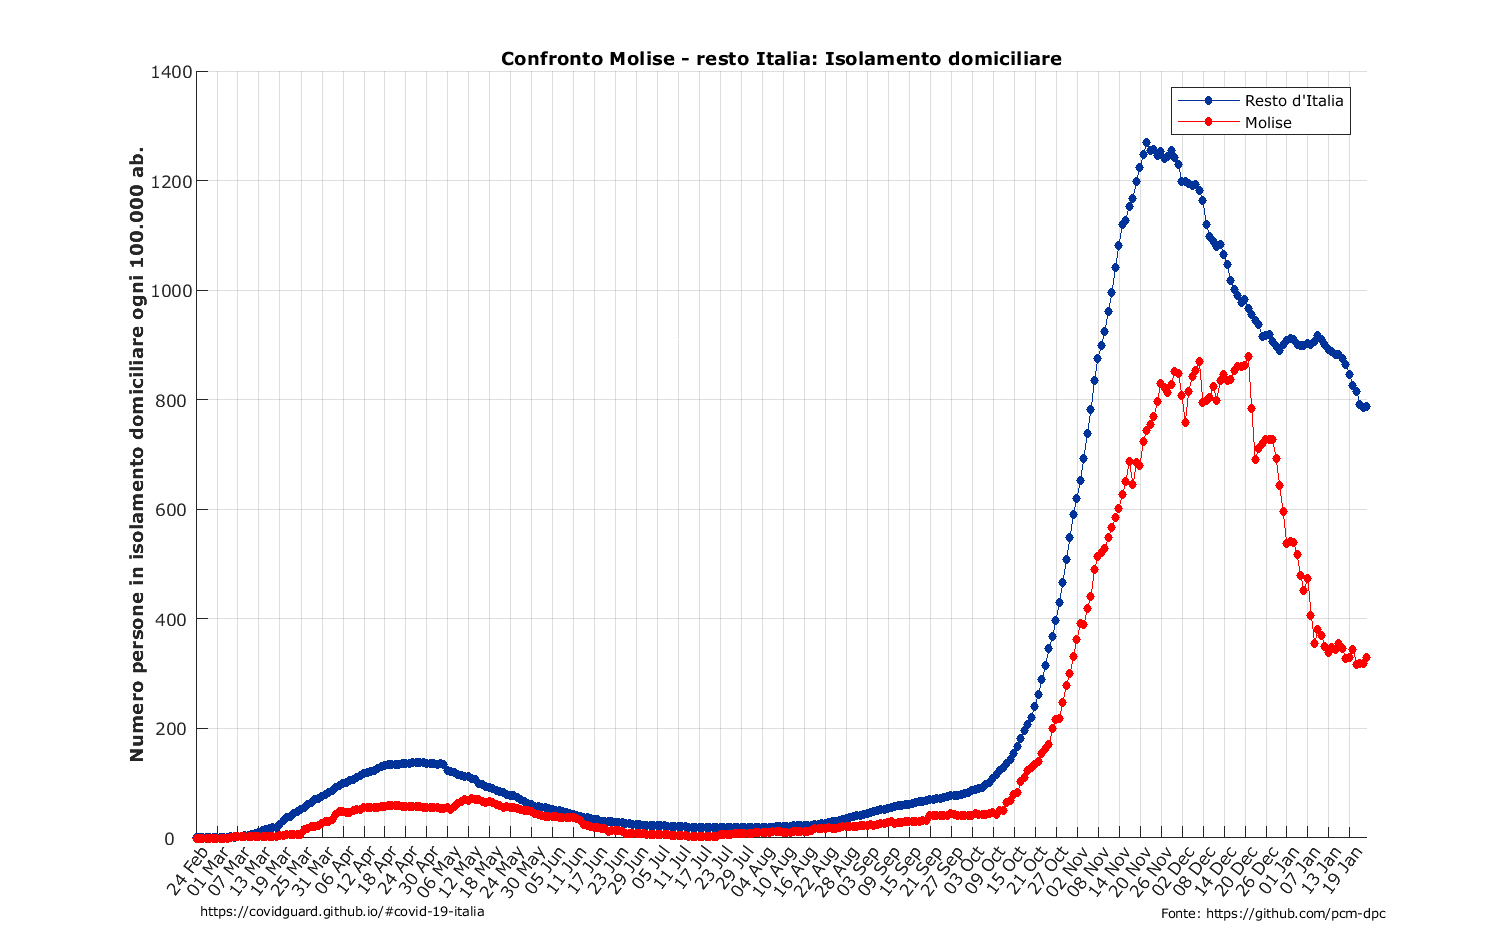 Confronto Molise - resto Italia: Isolamento domiciliare
Numero persone in isolamento domiciliare ogni 100.000 ab.
1400
1200
1000
800
600
400
200
0
Resto d'Italia
Molise
24 Feb
01 Mar
07 Mar
13 Mar
19 Mar
25 Mar
31 Mar
06 Apr
12 Apr
18 Apr
24 Apr
30 Apr
06 May
12 May
18 May
24 May
30 May
05 Jun
11 Jun
17 Jun
23 Jun
29 Jun
05 Jul
11 Jul
17 Jul
23 Jul
29 Jul
04 Aug
10 Aug
16 Aug
22 Aug
28 Aug
03 Sep
09 Sep
15 Sep
21 Sep
27 Sep
03 Oct
09 Oct
15 Oct
21 Oct
27 Oct
02 Nov
08 Nov
14 Nov
20 Nov
26 Nov
02 Dec
08 Dec
14 Dec
20 Dec
26 Dec
01 Jan
07 Jan
13 Jan
19 Jan
https://covidguard.github.io/#covid-19-italia
Fonte: https://github.com/pcm-dpc